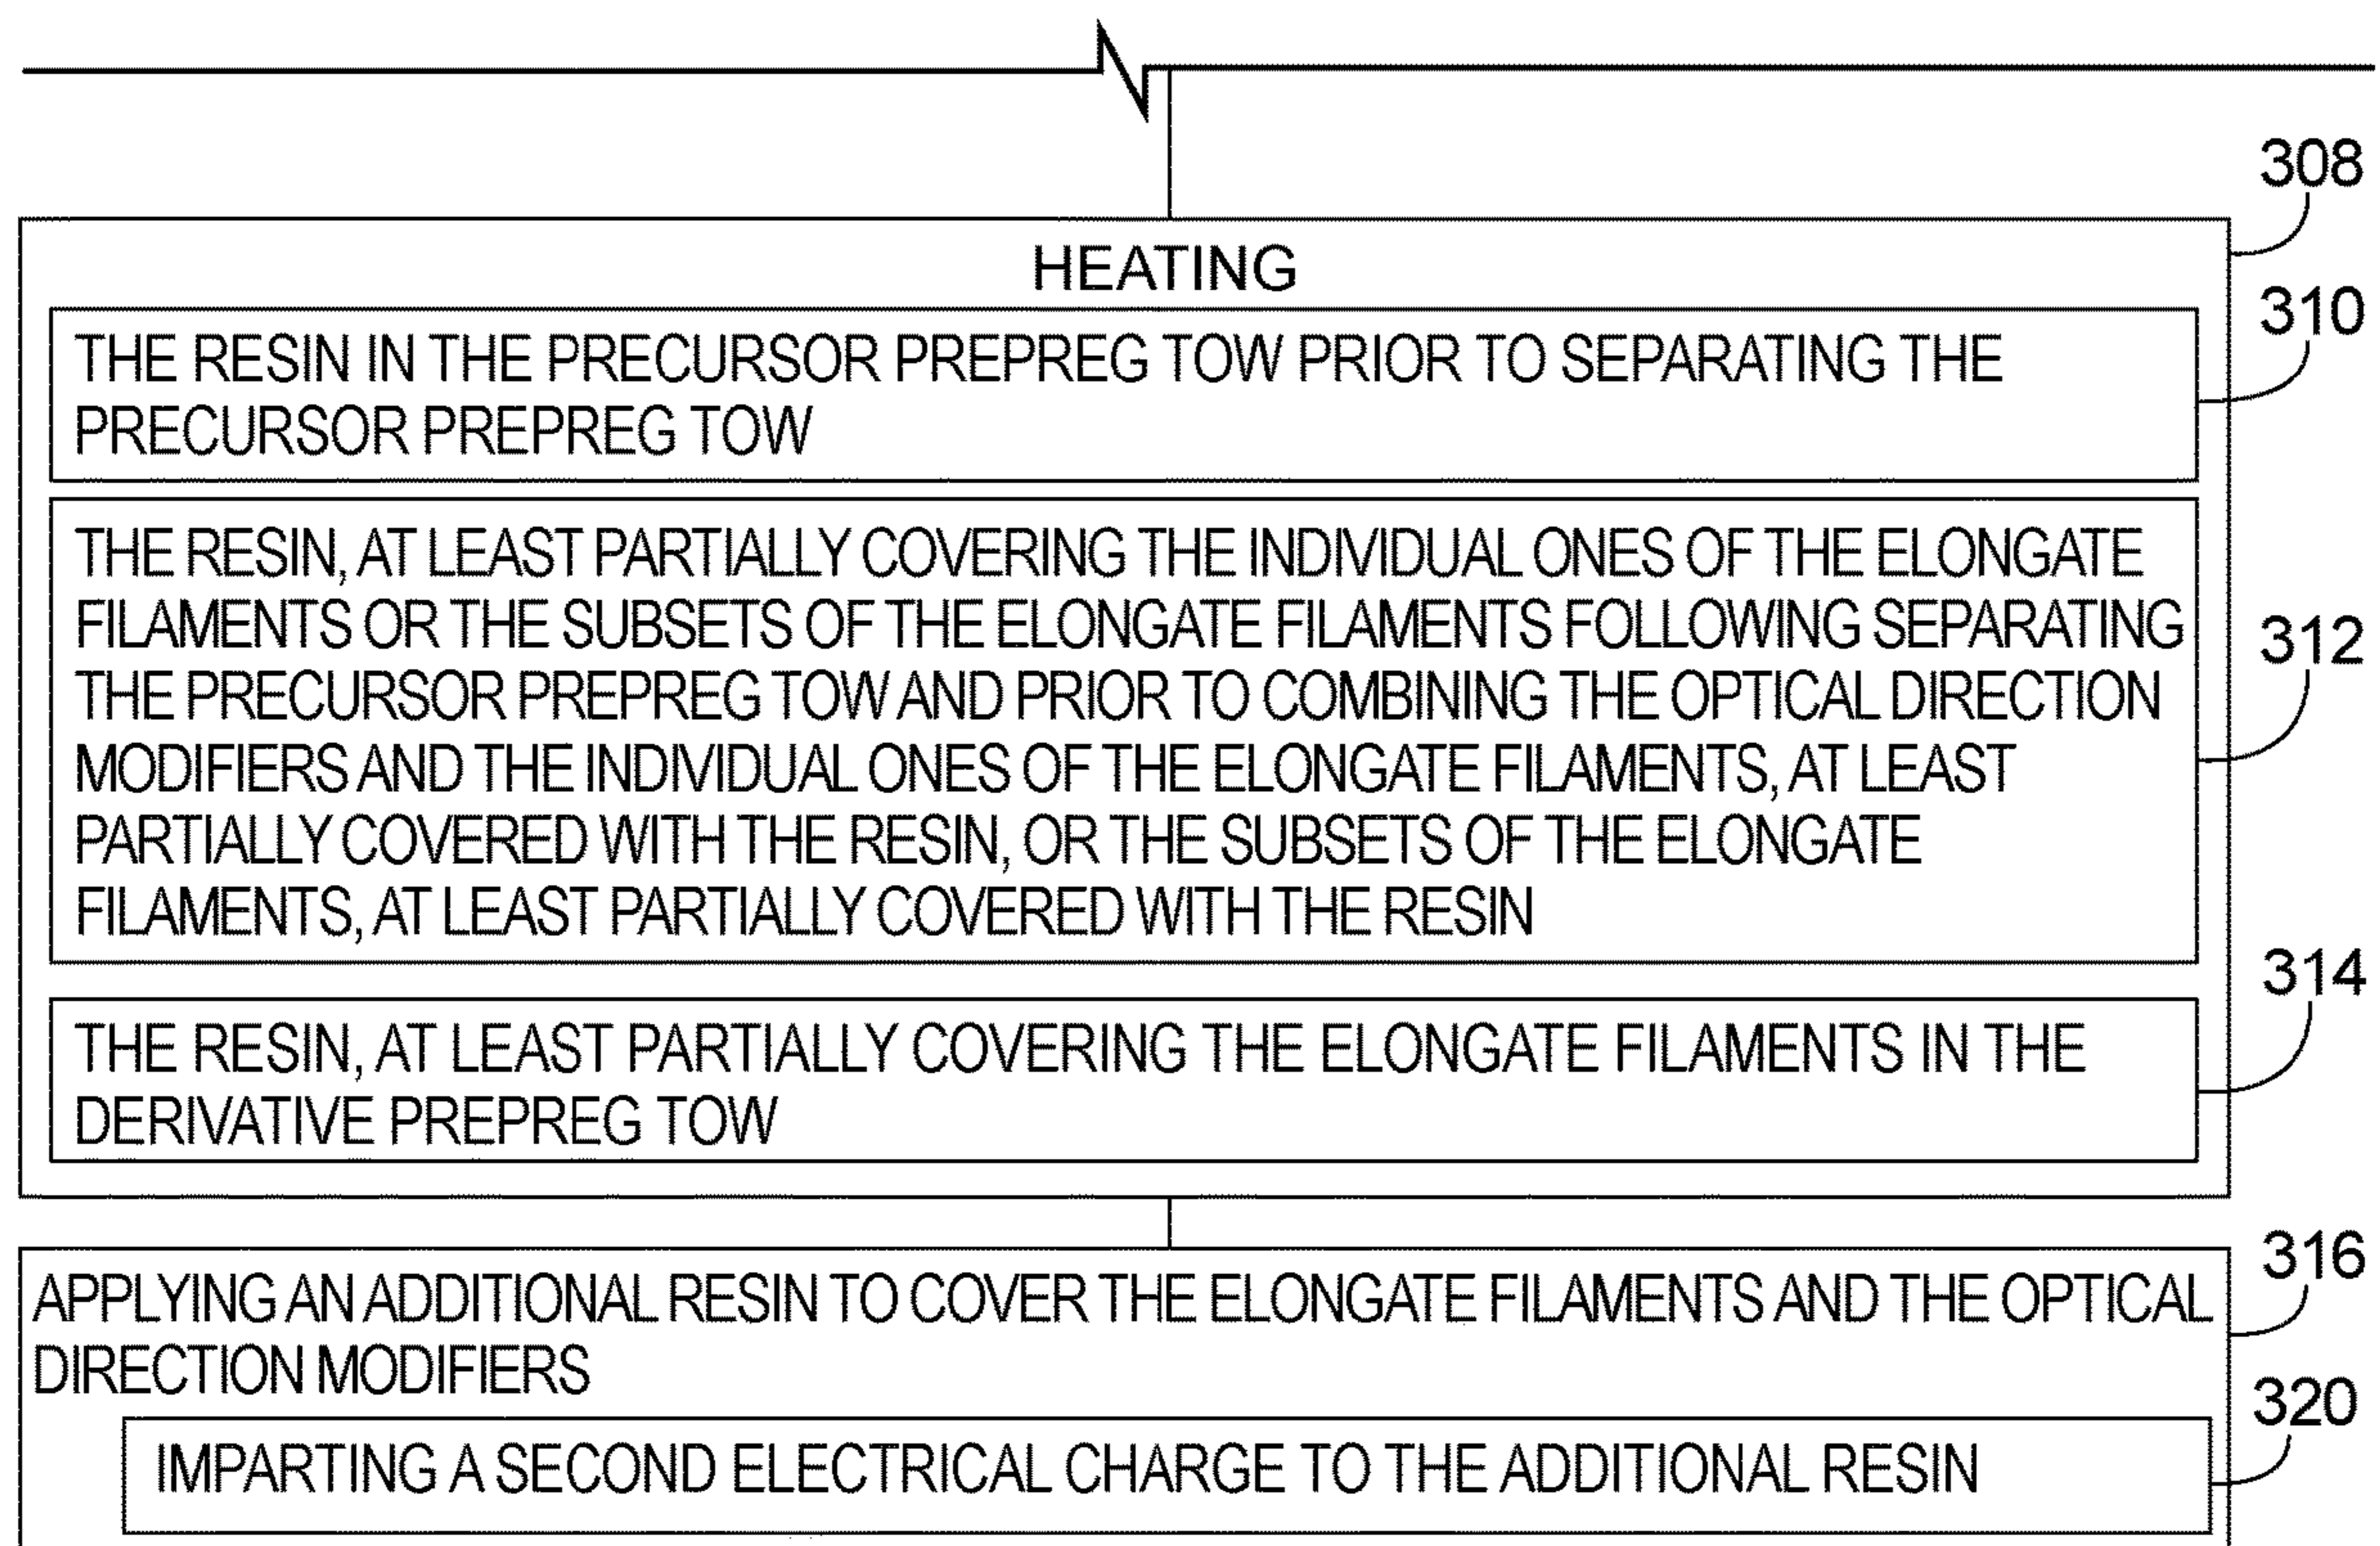 308
HEATING
310
THE RESIN IN THE PRECURSOR PREPREG TOW PRIOR TO SEPARATING THE
PRECURSOR PREPREG TOW
THE RESIN, AT LEAST PARTIALLY COVERING THE INDIVIDUAL ONES OF THE ELONGATE
FILAMENTS OR THE SUBSETS OF THE ELONGATE FILAMENTS FOLLOWING SEPARATING
312
THE PRECURSOR PREPREG TOW AND PRIOR TO COMBINING THE OPTICAL DIRECTION
MODIFIERS AND THE INDIVIDUAL ONES OF THE ELONGATE FILAMENTS, AT LEAST
PARTIALLY COVERED WITH THE RESIN, OR THE SUBSETS OF THE ELONGATE
FILAMENTS, AT LEAST PARTIALLY COVERED WITH THE RESIN
314
THE RESIN, AT LEAST PARTIALLY COVERING THE ELONGATE FILAMENTS IN THE
DERIVATIVE PREPREG TOW
316
APPLYING AN ADDITIONAL RESIN TO COVER THE ELONGATE FILAMENTS AND THE OPTICAL
DIRECTION MODIFIERS
320
IMPARTING A SECOND ELECTRICAL CHARGE TO THE ADDITIONAL RESIN